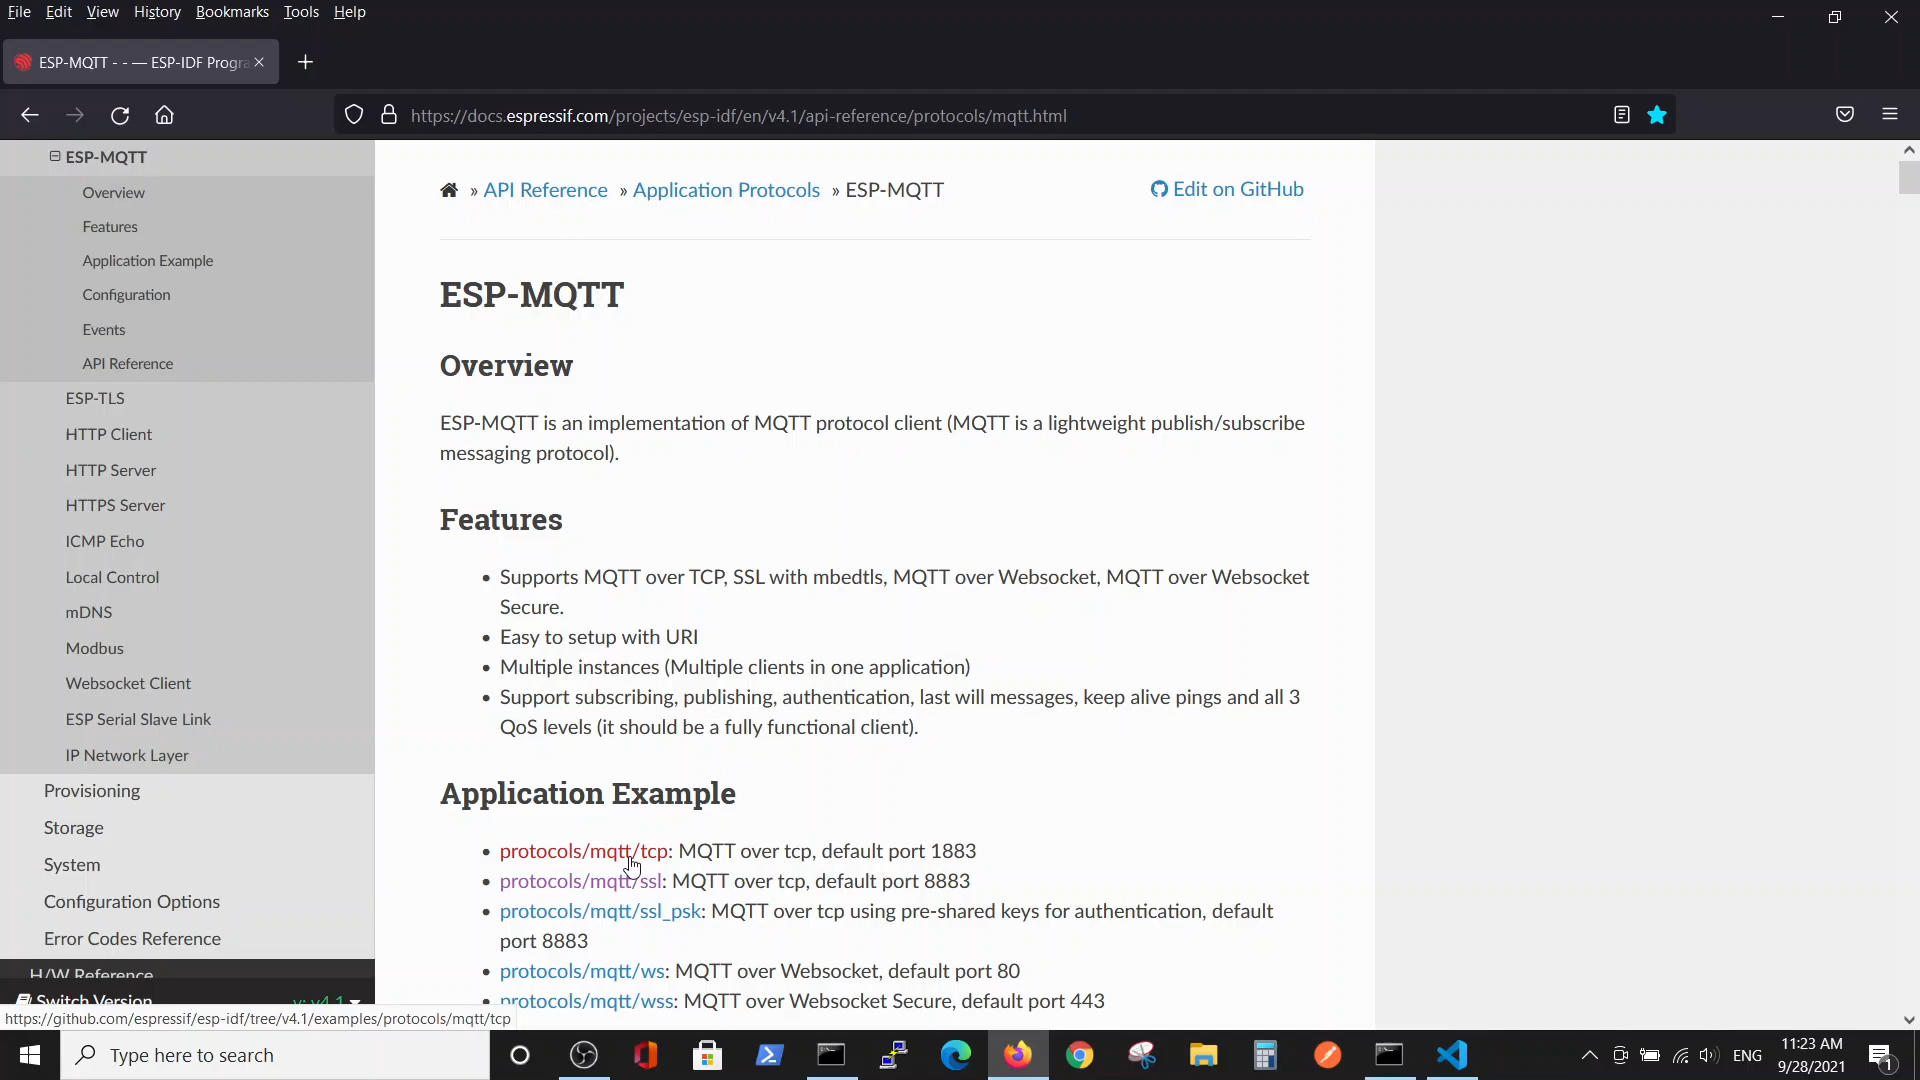 File Edit View History Bookmarks Tools Help
ESP-MQTT - - — ESP-IDF Progra
https://docs.espressif.com/projects/esp-idf/en/v4.1/api-reference/protocols/mqtt.html
ESP-MQTT
Overview
Features
Application Example
Configuration
Events
API Reference
ESP-TLS
HTTP Client
HTTP Server
HTTPS Server
ICMP Echo
Local Control
mDNS
Modbus
Websocket Client
ESP Serial Slave Link
IP Network Layer
Provisioning
Storage
System
Configuration Options
Error Codes Reference
H/W Reference
Switch Version v: v4.1
» API Reference » Application Protocols » ESP-MQTT Edit on GitHub
ESP-MQTT
Overview
ESP-MQTT is an implementation of MQTT protocol client (MQTT is a lightweight publish/subscribe
messaging protocol).
Features
• Supports MQTT over TCP, SSL with mbedtls, MQTT over Websocket, MQTT over Websocket
Secure.
• Easy to setup with URI
• Multiple instances (Multiple clients in one application)
• Support subscribing, publishing, authentication, last will messages, keep alive pings and all 3
QoS levels (it should be a fully functional client).
Application Example
• protocols/mqtt/tcp: MQTT over tcp, default port 1883
• protocols/mqtt/ssl: MQTT over tcp, default port 8883
• protocols/mqtt/ssl_psk: MQTT over tcp using pre-shared keys for authentication, default
port 8883
• protocols/mqtt/ws: MQTT over Websocket, default port 80
• protocols/mqtt/wss: MQTT over Websocket Secure, default port 443
https://github.com/espressif/esp-idf/tree/v4.1/examples/protocols/mqtt/tcp
Type here to search
ENG
11:23 AM
9/28/2021
1